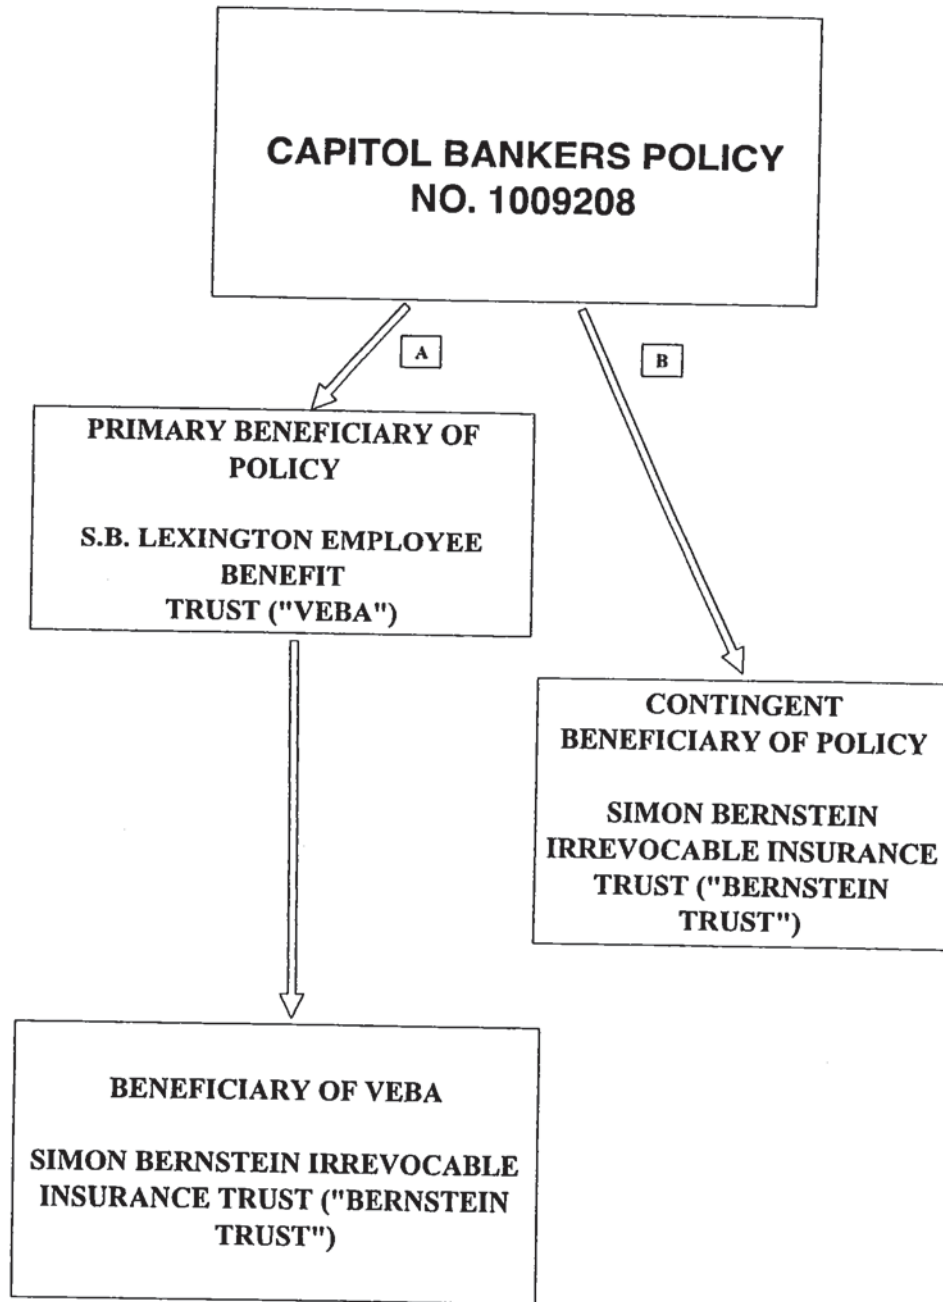 CAPITOL BANKERS POLICY
NO. 1009208
A
B
PRIMARY BENEFICIARY OF
POLICY
S.B. LEXINGTON EMPLOYEE
BENEFIT
TRUST ("VEBA")
CONTINGENT
BENEFICIARY OF POLICY
SIMON BERNSTEIN
IRREVOCABLE INSURANCE
TRUST ("BERNSTEIN
TRUST")
BENEFICIARY OF VEBA
SIMON BERNSTEIN IRREVOCABLE
INSURANCE TRUST ("BERNSTEIN
TRUST")